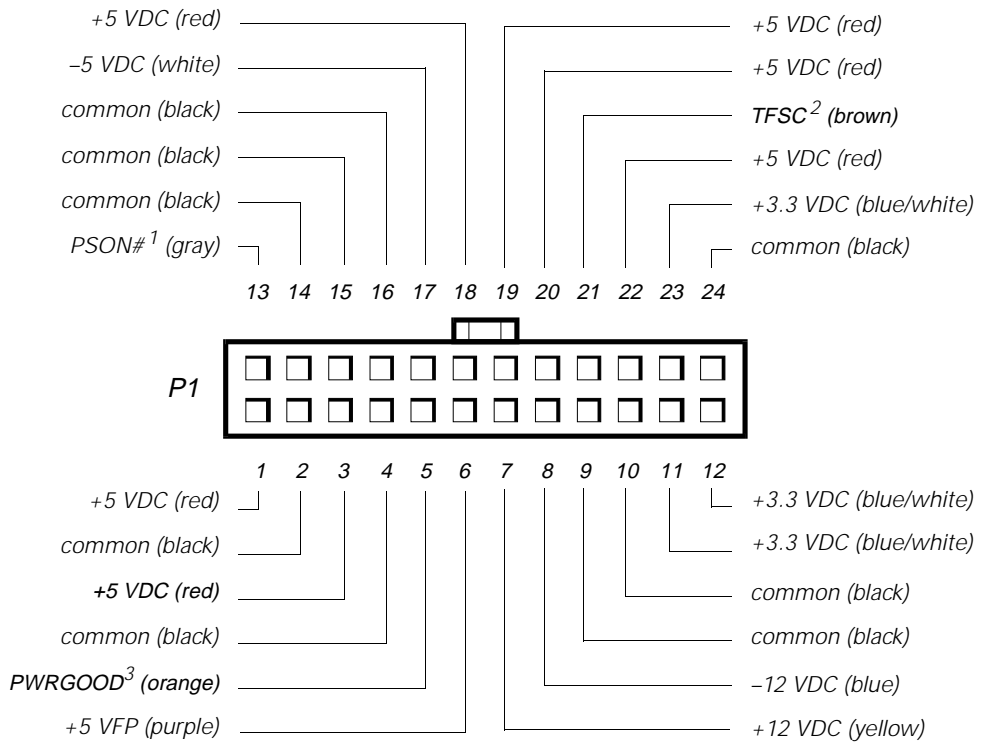 +5 VDC (red)
–5 VDC (white)
common (black)
common (black)
common (black)
PSON# 1 (gray)
+5 VDC (red)
+5 VDC (red)
TFSC 2 (brown)
+5 VDC (red)
+3.3 VDC (blue/white)
common (black)
13 14 15 16 17 18 19 20 21 22 23 24
P1
1 2 3 4 5 6 7 8 9 10 11 12
+5 VDC (red)
common (black)
+5 VDC (red)
common (black)
PWRGOOD3 (orange)
+5 VFP (purple)
+3.3 VDC (blue/white)
+3.3 VDC (blue/white)
common (black)
common (black)
–12 VDC (blue)
+12 VDC (yellow)